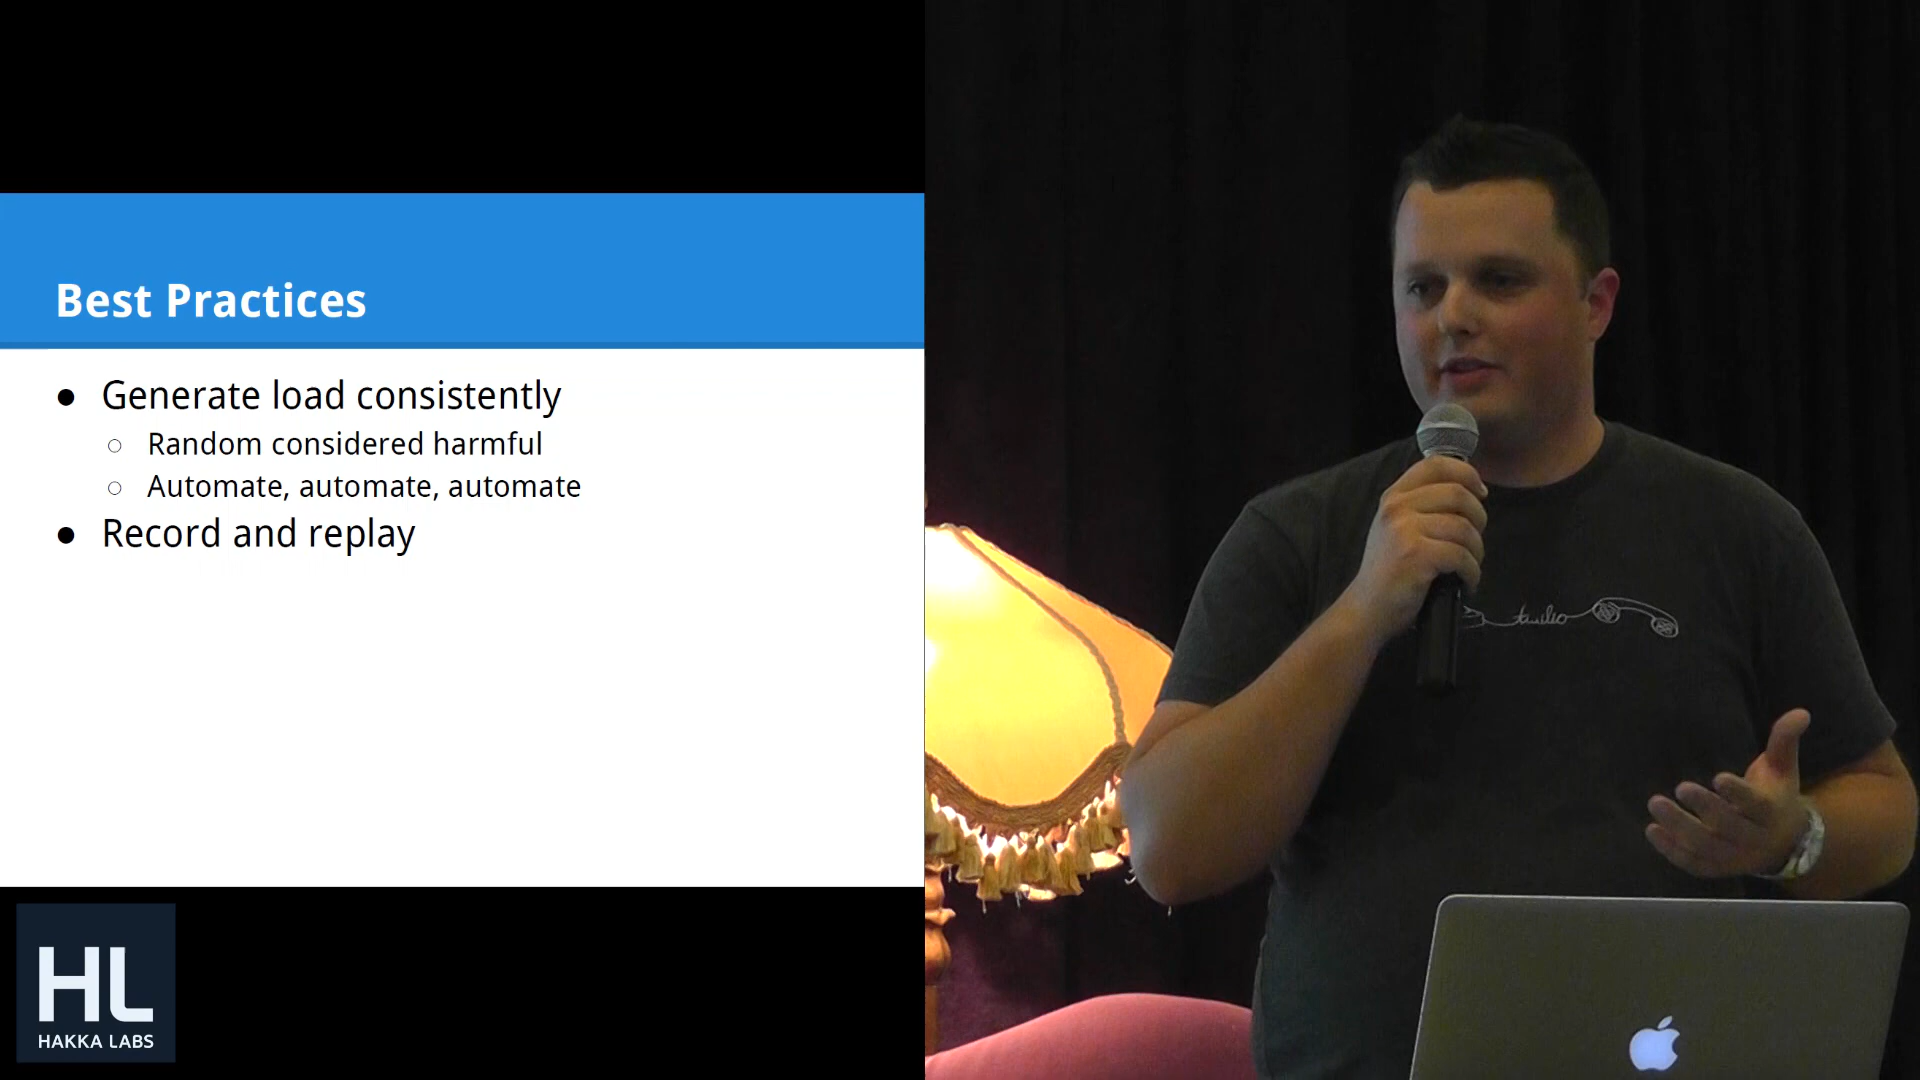 Best Practices
● Generate load consistently
○ Random considered harmful
○ Automate, automate, automate
● Record and replay
HL
HAKKA LABS